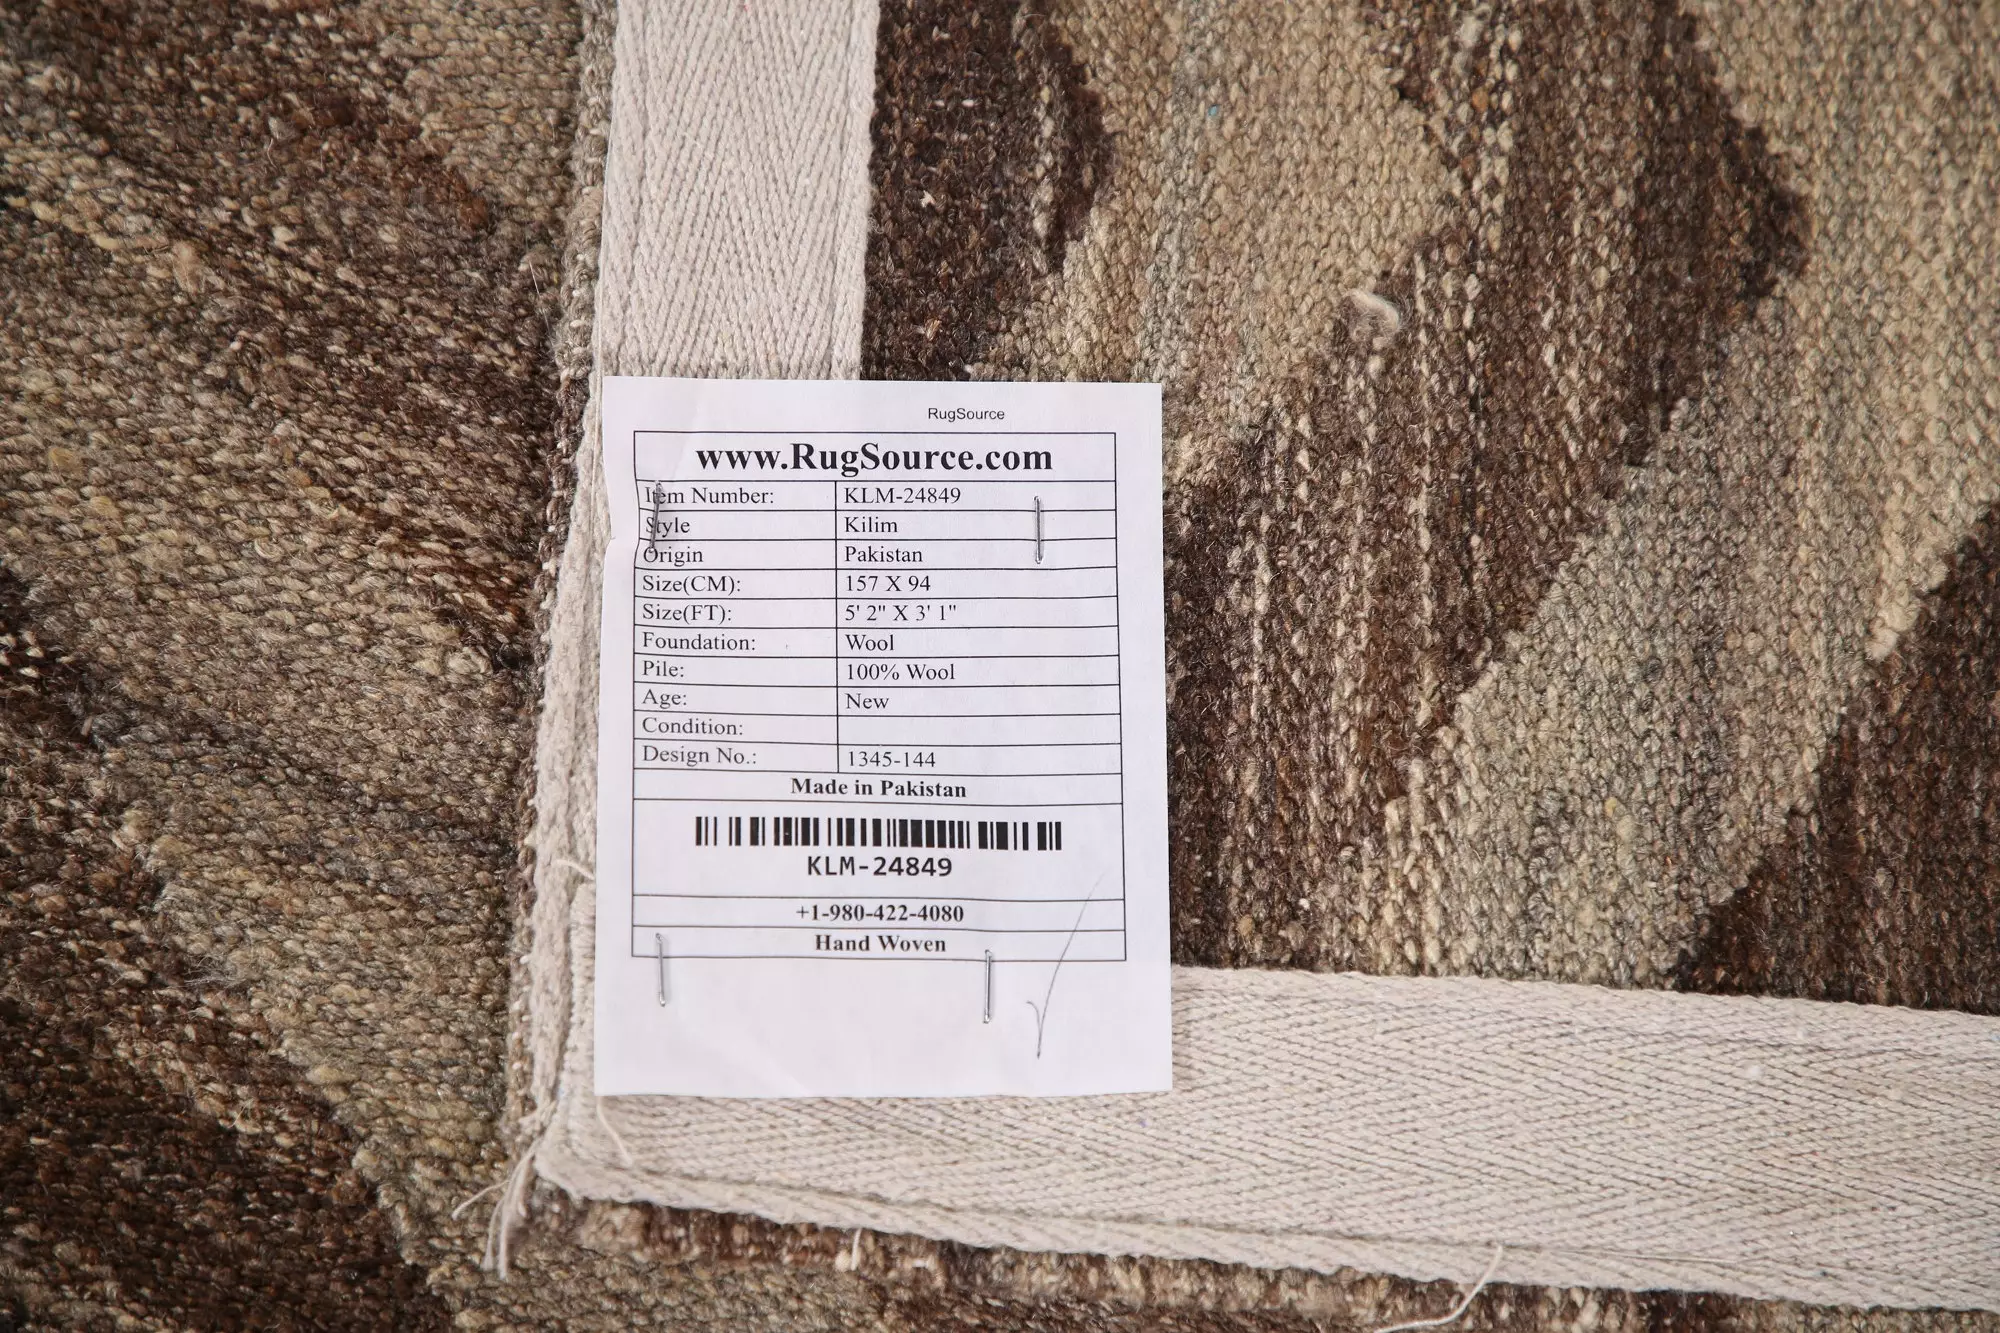 RugSource
www.RugSource.com
Item Number: KLM-24849
Style Kilim
Origin Pakistan
Size(CM): 157 X 94
Size(FT): 5' 2" X 3' 1"
Foundation: Wool
Pile: 100% Wool
Age: New
Condition:
Design No.: 1345-144
Made in Pakistan
KLM-24849
+1-980-422-4080
Hand Woven